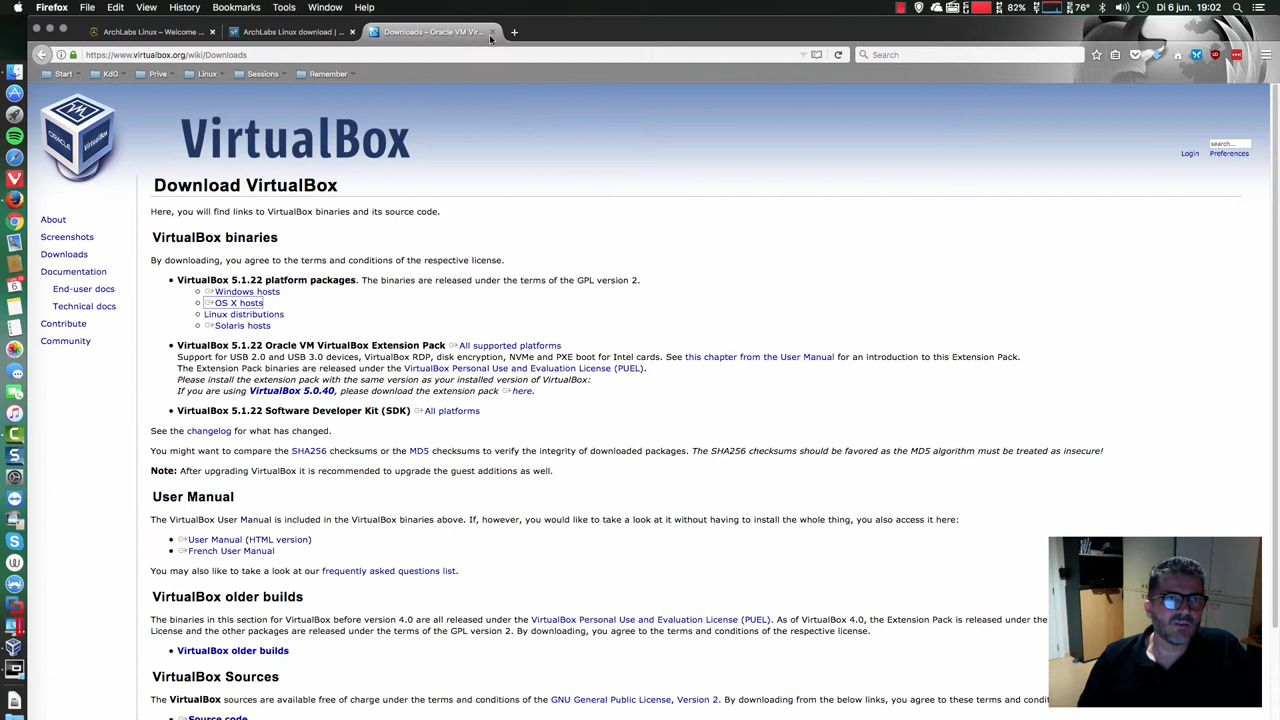 Firefox File Edit View History Bookmarks Tools Window Help
76° Di 6 jun. 19:02
ArchLabs Linux – Welcome ... ArchLabs Linux download | ... Downloads – Oracle VM Vir...
https://www.virtualbox.org/wiki/Downloads
Search
Start KdG Prive Linux Sessions Remember
ORACLE
VirtualBox
VirtualBox
search...
Login Preferences
Download VirtualBox
Here, you will find links to VirtualBox binaries and its source code.
About
Screenshots
Downloads
Documentation
End-user docs
Technical docs
Contribute
Community
VirtualBox binaries
By downloading, you agree to the terms and conditions of the respective license.
VirtualBox 5.1.22 platform packages. The binaries are released under the terms of the GPL version 2.
Windows hosts
OS X hosts
Linux distributions
Solaris hosts
VirtualBox 5.1.22 Oracle VM VirtualBox Extension Pack All supported platforms
Support for USB 2.0 and USB 3.0 devices, VirtualBox RDP, disk encryption, NVMe and PXE boot for Intel cards. See this chapter from the User Manual for an introduction to this Extension Pack.
The Extension Pack binaries are released under the VirtualBox Personal Use and Evaluation License (PUEL).
Please install the extension pack with the same version as your installed version of VirtualBox:
If you are using VirtualBox 5.0.40, please download the extension pack here.
VirtualBox 5.1.22 Software Developer Kit (SDK) All platforms
See the changelog for what has changed.
You might want to compare the SHA256 checksums or the MD5 checksums to verify the integrity of downloaded packages. The SHA256 checksums should be favored as the MD5 algorithm must be treated as insecure!
Note: After upgrading VirtualBox it is recommended to upgrade the guest additions as well.
User Manual
The VirtualBox User Manual is included in the VirtualBox binaries above. If, however, you would like to take a look at it without having to install the whole thing, you also access it here:
User Manual (HTML version)
French User Manual
You may also like to take a look at our frequently asked questions list.
VirtualBox older builds
The binaries in this section for VirtualBox before version 4.0 are all released under the VirtualBox Personal Use and Evaluation License (PUEL). As of VirtualBox 4.0, the Extension Pack is released under the
License and the other packages are released under the terms of the GPL version 2. By downloading, you agree to the terms and conditions of the respective license.
VirtualBox older builds
VirtualBox Sources
The VirtualBox sources are available free of charge under the terms and conditions of the GNU General Public License, Version 2. By downloading from the below links, you agree to these terms and condi
Source code